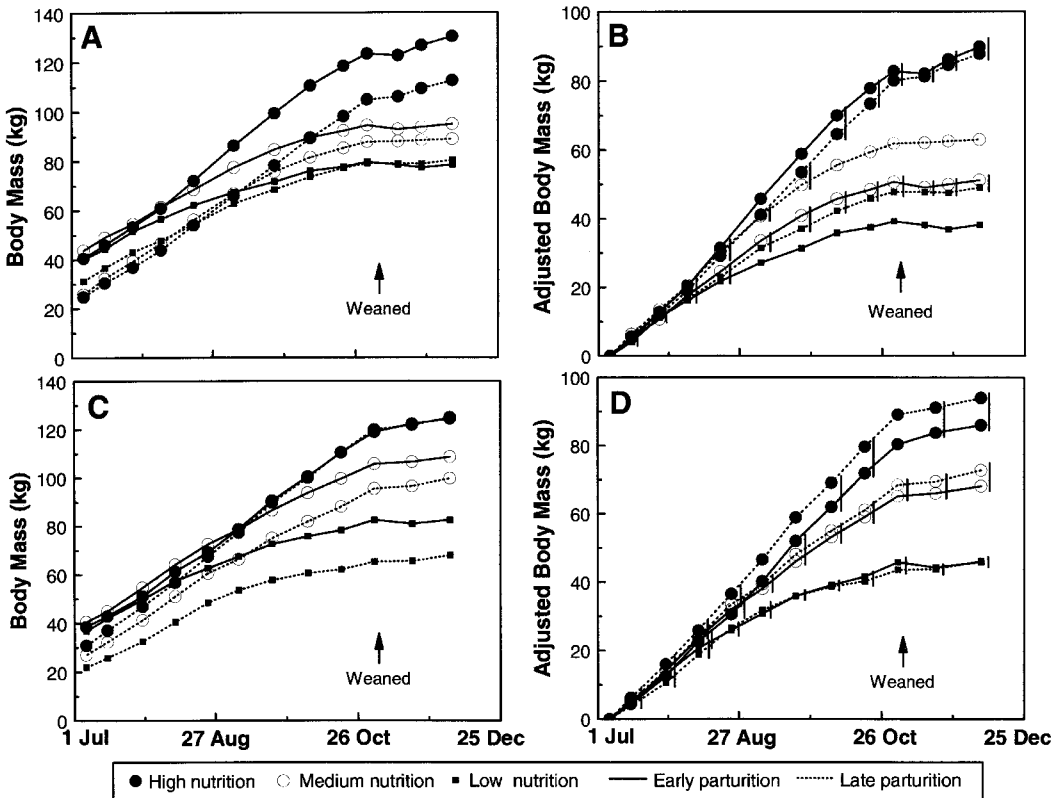 A
Body Mass (kg)
140
120
100
80
60
40
20
0
Weaned
B
Adjusted Body Mass (kg)
100
80
60
40
20
0
Weaned
C
Body Mass (kg)
140
120
100
80
60
40
20
0
Weaned
1 Jul 27 Aug 26 Oct 25 Dec
D
Adjusted Body Mass (kg)
100
80
60
40
20
0
Weaned
1 Jul 27 Aug 26 Oct 25 Dec
High nutrition Medium nutrition Low nutrition Early parturition Late parturition